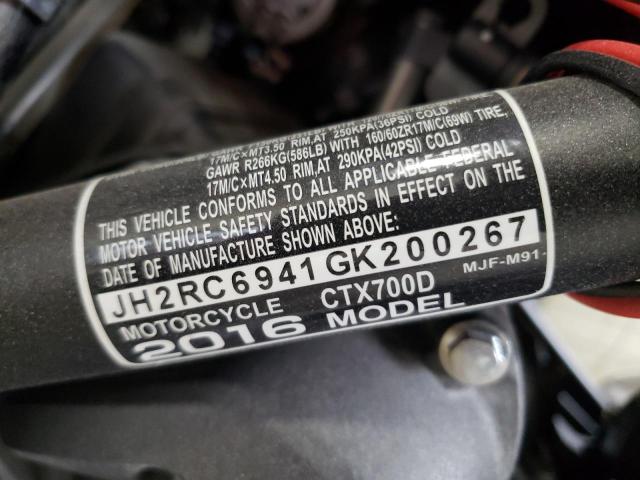 250KPA(36PSI) COLD
17M/C×MT3.50 RIM,AT
GAWR R266KG(586LB) WITH 160/60ZR17M/C(69W) TIRE,
17M/C×MT4.50 RIM,AT 290KPA(42PSI) COLD
THIS VEHICLE CONFORMS TO ALL APPLICABLE FEDERAL
MOTOR VEHICLE SAFETY STANDARDS IN EFFECT ON THE
DATE OF MANUFACTURE SHOWN ABOVE:
JH2RC6941GK200267
MOTORCYCLE CTX700D MJF-M91-
2016 MODEL